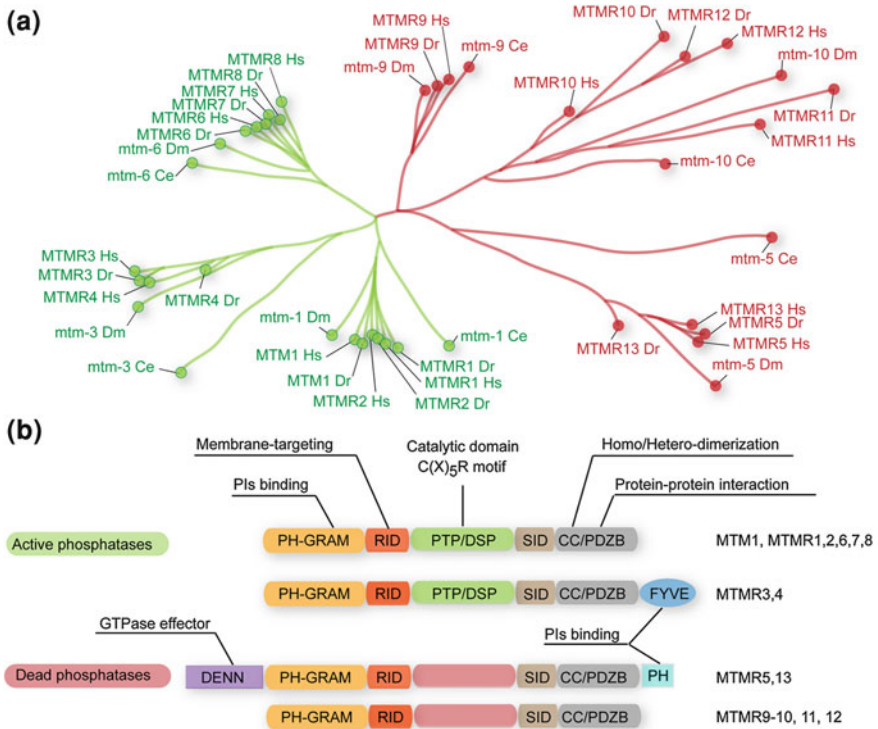 (a)
MTMR8 Hs
MTMR8 Dr
MTMR7 Hs
MTMR7 Dr
MTMR6 Hs
MTMR6 Dr
mtm-6 Dm
mtm-6 Ce
MTMR9 Hs
MTMR9 Dr
mtm-9 Dm
mtm-9 Ce
MTMR10 Dr
MTMR12 Dr
MTMR12 Hs
mtm-10 Dm
MTMR10 Hs
MTMR11 Dr
MTMR11 Hs
mtm-10 Ce
mtm-5 Ce
MTMR13 Hs
MTMR5 Dr
MTMR5 Hs
MTMR13 Dr
mtm-5 Dm
MTMR3 Hs
MTMR3 Dr
MTMR4 Hs
MTMR4 Dr
mtm-3 Dm
mtm-3 Ce
mtm-1 Dm
MTM1 Hs
MTM1 Dr
MTMR2 Hs
mtm-1 Ce
MTMR1 Dr
MTMR1 Hs
MTMR2 Dr
(b)
Membrane-targeting
Catalytic domain
C(X)5R motif
Homo/Hetero-dimerization
PIs binding
Protein-protein interaction
Active phosphatases
PH-GRAM RID PTP/DSP SID CC/PDZB
MTM1, MTMR1,2,6,7,8
PH-GRAM RID PTP/DSP SID CC/PDZB FYVE
MTMR3,4
GTPase effector
PIs binding
Dead phosphatases
DENN PH-GRAM RID SID CC/PDZB PH
MTMR5,13
PH-GRAM RID SID CC/PDZB
MTMR9-10, 11, 12